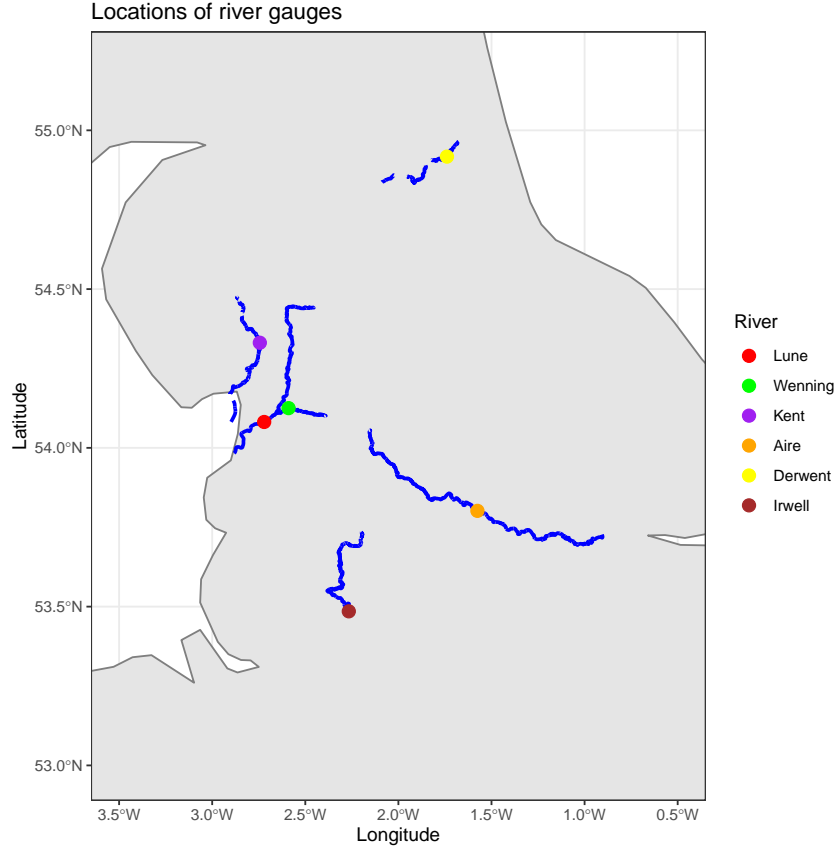 Locations of river gauges
55.0°N
54.5°N
54.0°N
53.5°N
53.0°N
Latitude
3.5°W 3.0°W 2.5°W 2.0°W 1.5°W 1.0°W 0.5°W
Longitude
River
Lune
Wenning
Kent
Aire
Derwent
Irwell